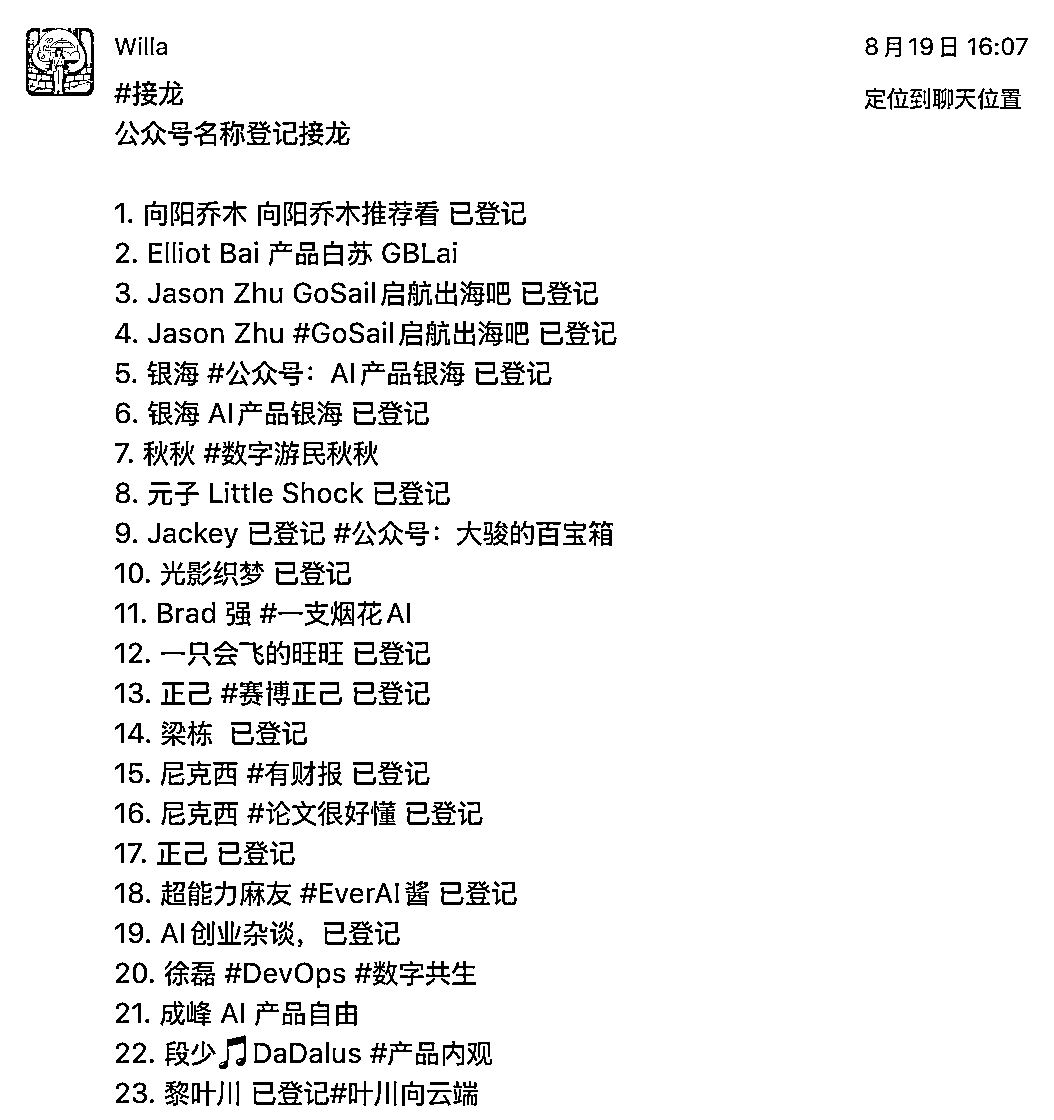 Willa
8月19日 16:07
#接龙
定位到聊天位置
公众号名称登记接龙
1. 向阳乔木 向阳乔木推荐看 已登记
2. Elliot Bai 产品白苏 GBLai
3. Jason Zhu GoSail启航出海吧 已登记
4. Jason Zhu #GoSail启航出海吧 已登记
5. 银海 #公众号：AI产品银海 已登记
6. 银海 AI产品银海 已登记
7. 秋秋 #数字游民秋秋
8. 元子 Little Shock 已登记
9. Jackey 已登记 #公众号：大骏的百宝箱
10. 光影织梦 已登记
11. Brad 强 #一支烟花AI
12. 一只会飞的旺旺 已登记
13. 正己 #赛博正己 已登记
14. 梁栋 已登记
15. 尼克西 #有财报 已登记
16. 尼克西 #论文很好懂 已登记
17. 正己 已登记
18. 超能力麻友 #EverAI酱 已登记
19. AI创业杂谈，已登记
20. 徐磊 #DevOps #数字共生
21. 成峰 AI 产品自由
22. 段少🎵DaDalus #产品内观
23. 黎叶川 已登记#叶川向云端